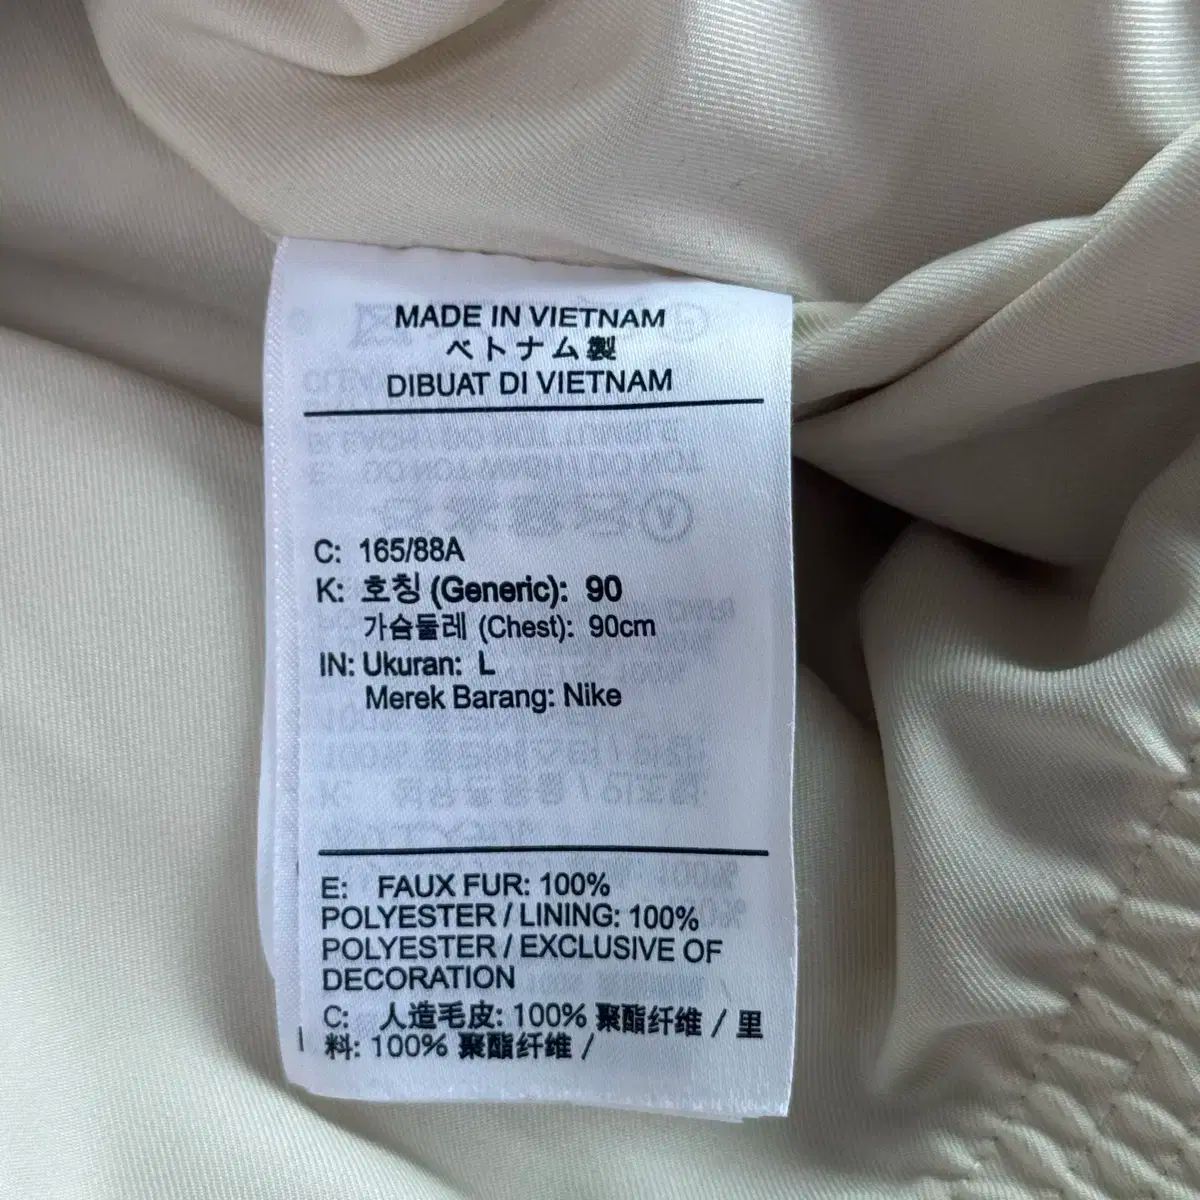 MADE IN VIETNAM
ベトナム製
DIBUAT DI VIETNAM
C: 165/88A
K: 호칭 (Generic): 90
가슴둘레 (Chest): 90cm
IN: Ukuran: L
Merek Barang: Nike
E: FAUX FUR: 100%
POLYESTER / LINING: 100%
POLYESTER / EXCLUSIVE OF
DECORATION
C: 人造毛皮: 100% 聚酯纤维 / 里
料: 100% 聚酯纤维 /